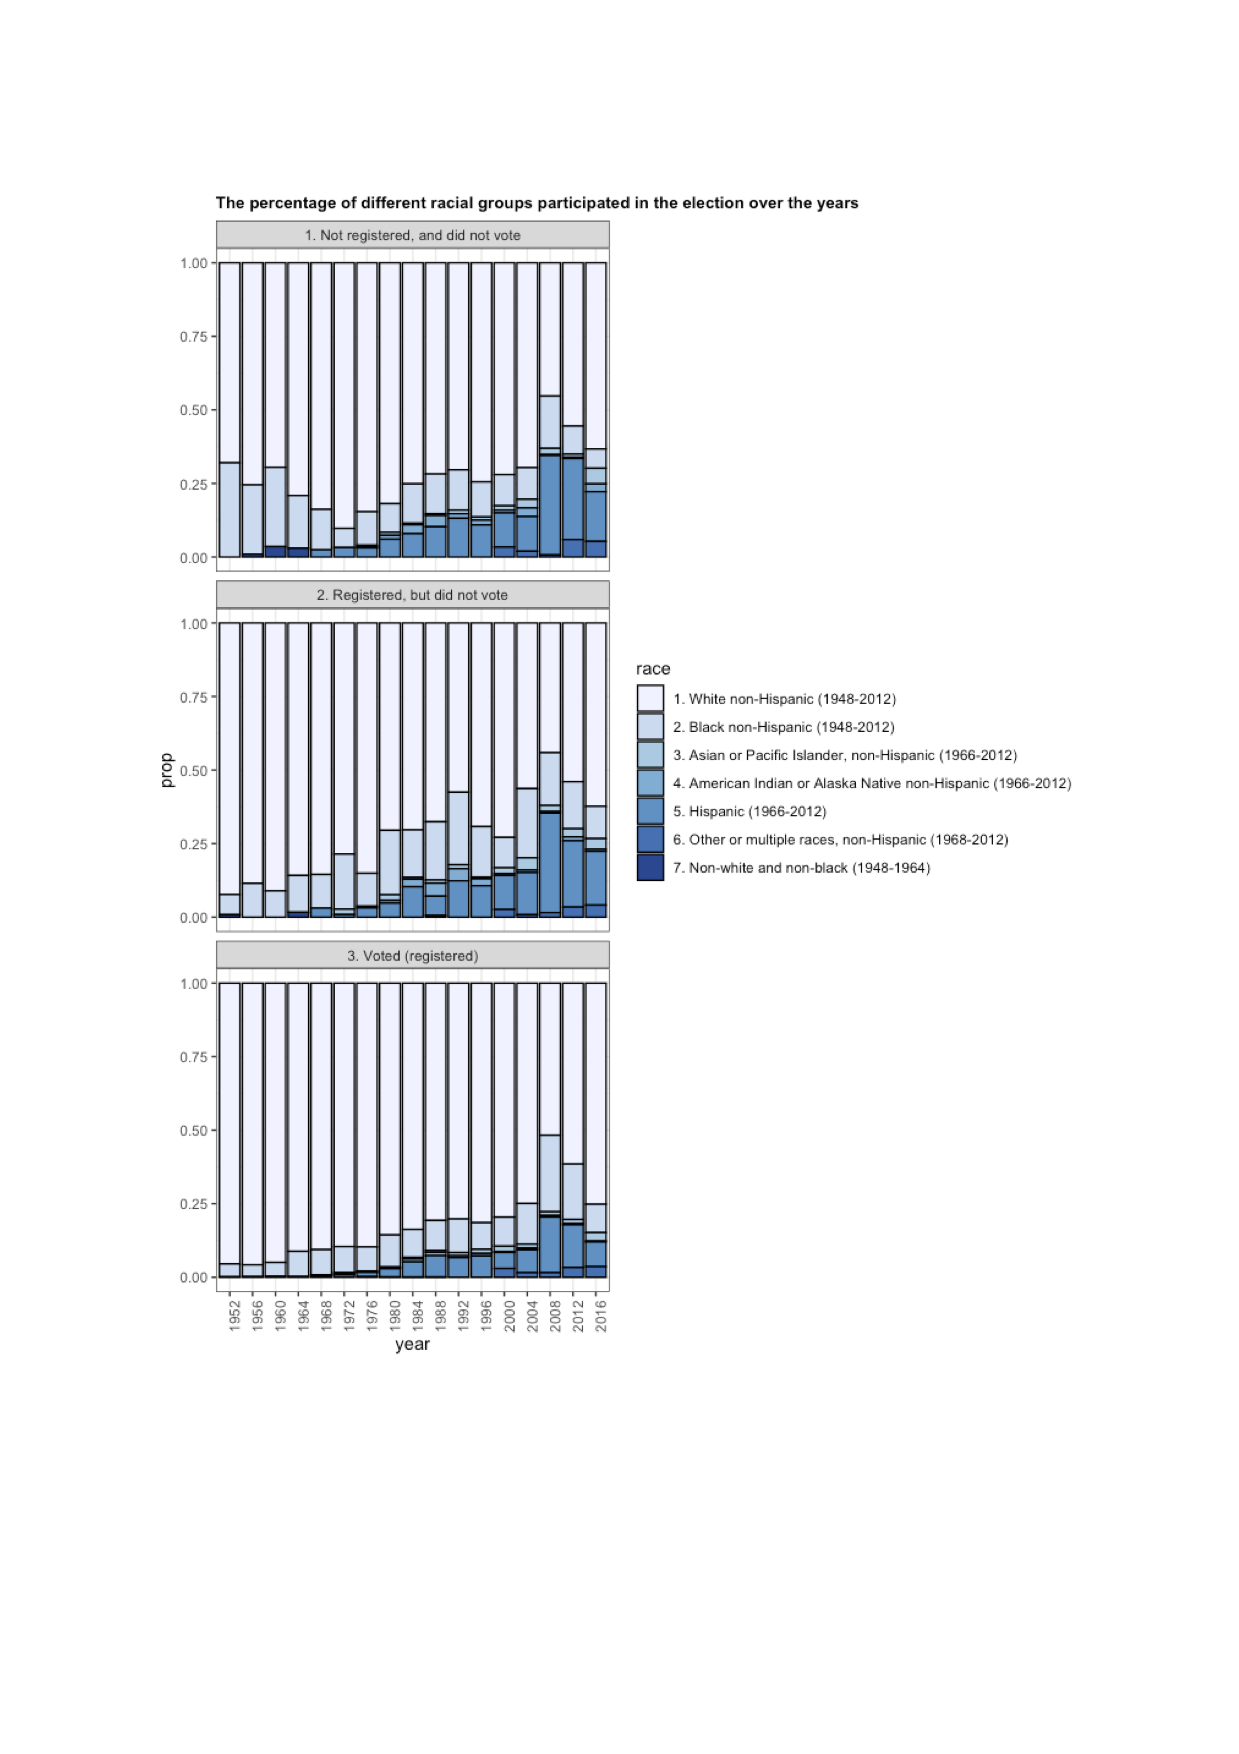 The percentage of different racial groups participated in the election over the years
1. Not registered, and did not vote
1.00
0.75
0.50
0.25
0.00
2. Registered, but did not vote
1.00
0.75
0.50
0.25
0.00
prop
3. Voted (registered)
1.00
0.75
0.50
0.25
0.00
1952
1956
1960
1964
1968
1972
1976
1980
1984
1988
1992
1996
2000
2004
2008
2012
2016
year
race
1. White non-Hispanic (1948-2012)
2. Black non-Hispanic (1948-2012)
3. Asian or Pacific Islander, non-Hispanic (1966-2012)
4. American Indian or Alaska Native non-Hispanic (1966-2012)
5. Hispanic (1966-2012)
6. Other or multiple races, non-Hispanic (1968-2012)
7. Non-white and non-black (1948-1964)